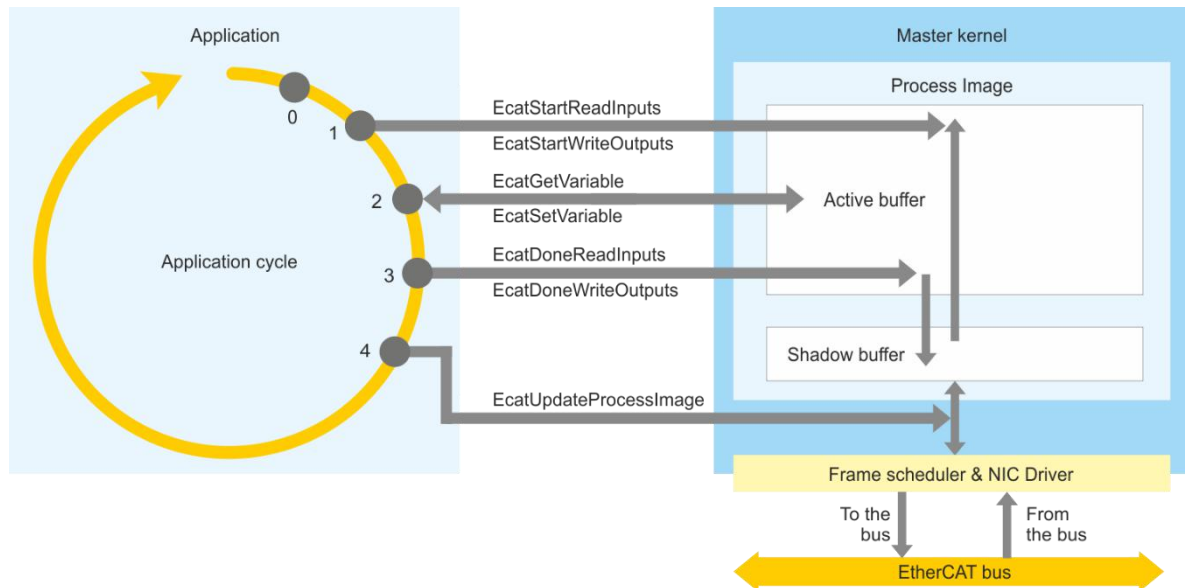 Application
Master kernel
Process Image
0
1
EcatStartReadInputs
EcatStartWriteOutputs
2
EcatGetVariable
EcatSetVariable
Active buffer
Application cycle
3
EcatDoneReadInputs
EcatDoneWriteOutputs
4
Shadow buffer
EcatUpdateProcessImage
Frame scheduler & NIC Driver
To the
bus
From
the bus
EtherCAT bus